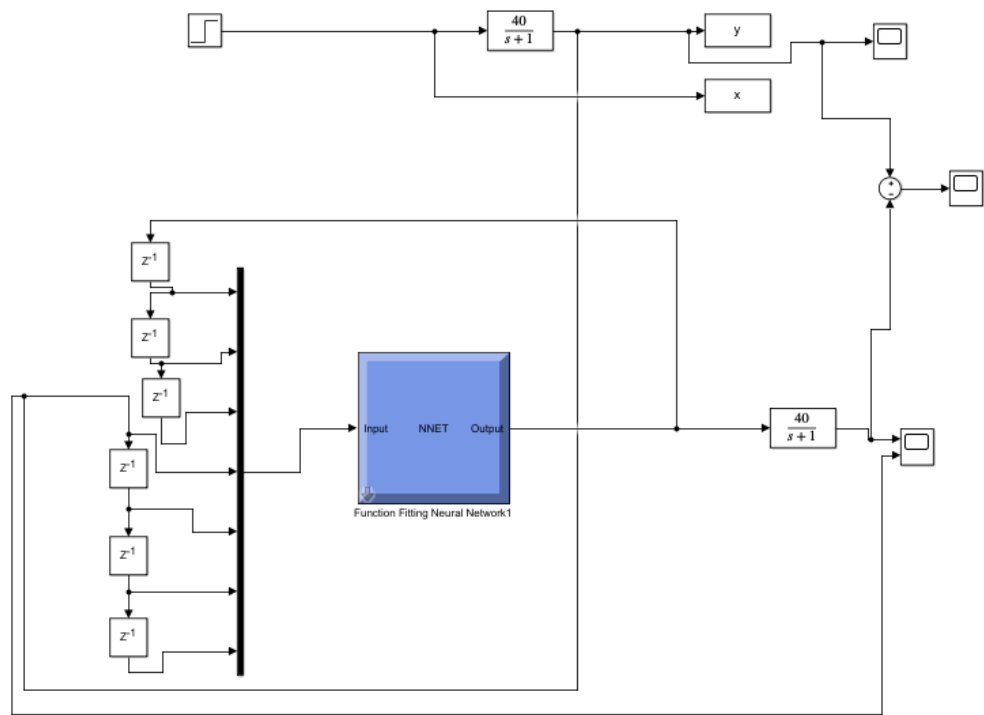 40
s + 1
y
x
+
−
Z-1
Z-1
Z-1
Z-1
Z-1
Z-1
Input NNET Output
Function Fitting Neural Network1
40
s + 1